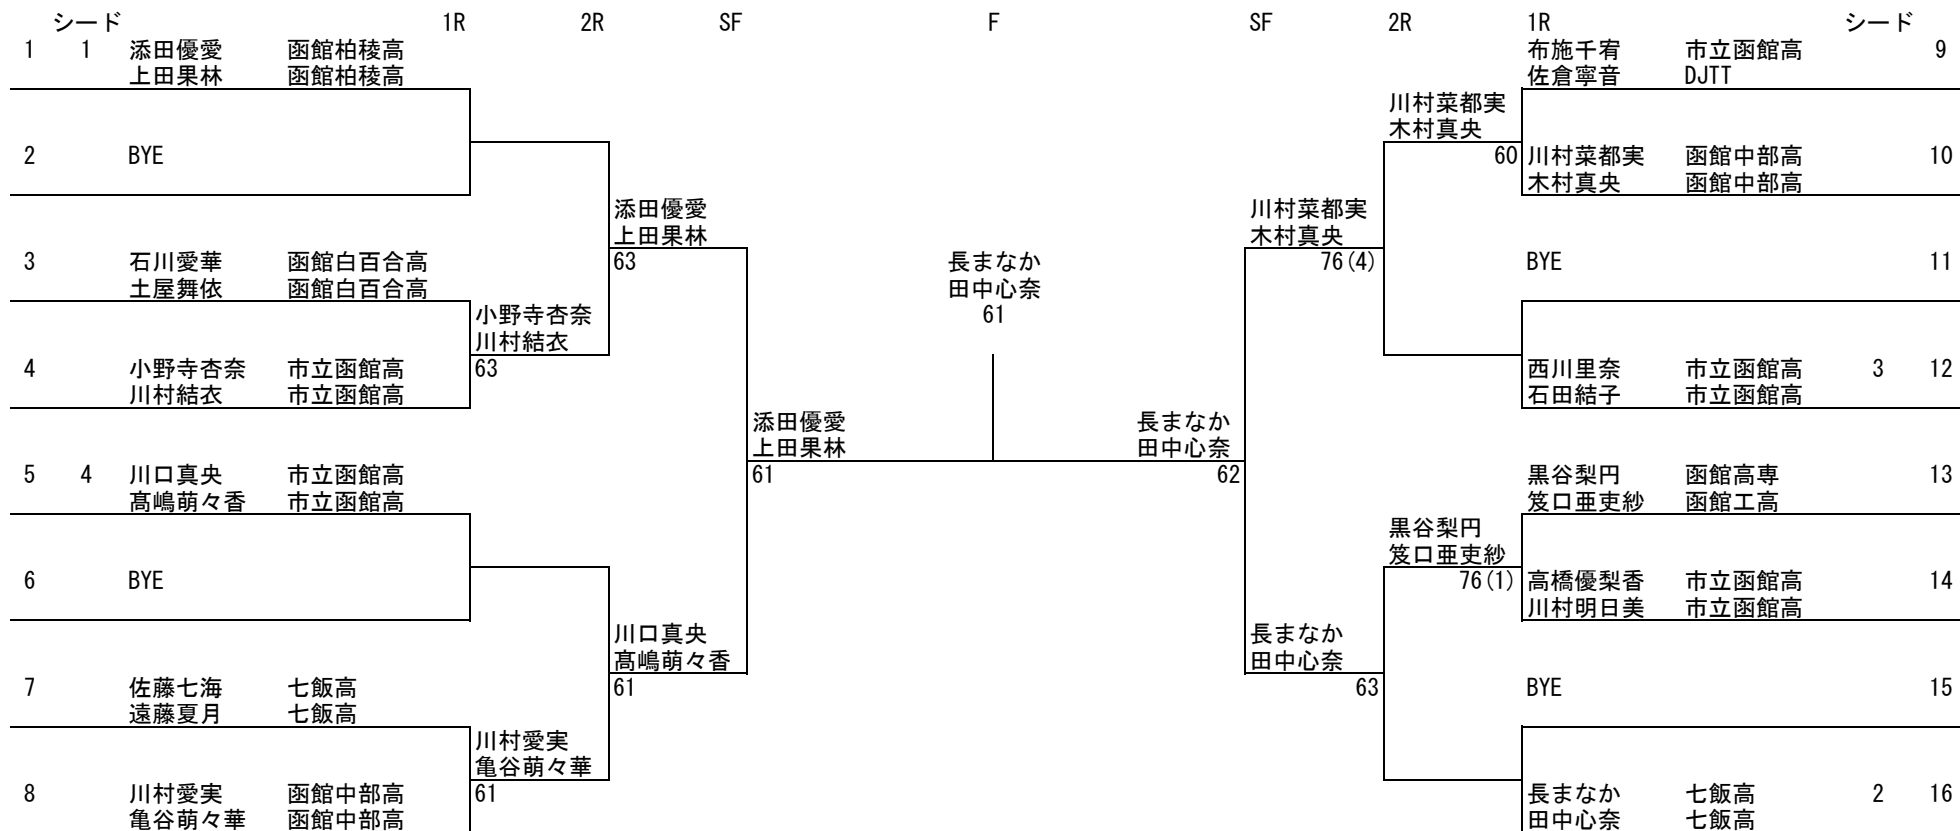 シード 1R 2R SF F SF 2R 1R シード
1 1 添田優愛 函館柏稜高 布施千宥 市立函館高 9
上田果林 函館柏稜高 佐倉寧音 DJTT
川村菜都実
木村真央
2 BYE 60 川村菜都実 函館中部高 10
木村真央 函館中部高
添田優愛 川村菜都実
上田果林 木村真央
3 石川愛華 函館白百合高 63 長まなか 76(4) BYE 11
土屋舞依 函館白百合高 田中心奈
小野寺杏奈 61
川村結衣
4 小野寺杏奈 市立函館高 63 西川里奈 市立函館高 3 12
川村結衣 市立函館高 石田結子 市立函館高
添田優愛 長まなか
上田果林 田中心奈
5 4 川口真央 市立函館高 61 62 黒谷梨円 函館高専 13
髙嶋萌々香 市立函館高 笈口亜吏紗 函館工高
黒谷梨円
笈口亜吏紗
6 BYE 76(1) 高橋優梨香 市立函館高 14
川村明日美 市立函館高
川口真央 長まなか
髙嶋萌々香 田中心奈
7 佐藤七海 七飯高 61 63 BYE 15
遠藤夏月 七飯高
川村愛実
亀谷萌々華
8 川村愛実 函館中部高 61 長まなか 七飯高 2 16
亀谷萌々華 函館中部高 田中心奈 七飯高